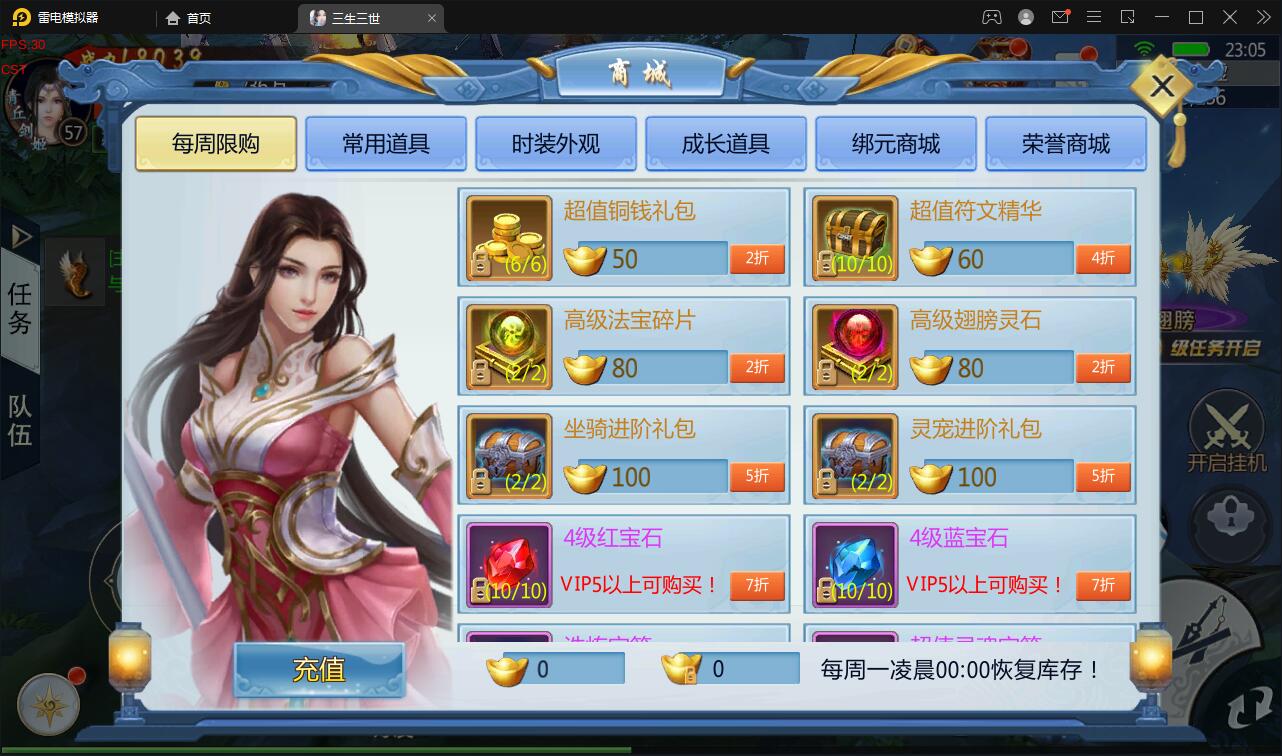 雷电模拟器
首页
三生三世
FPS:30
CST
23:05
商城
青丘剑姬
57
每周限购
常用道具
时装外观
成长道具
绑元商城
荣誉商城
超值铜钱礼包
(6/6)
50
2折
超值符文精华
(10/10)
60
4折
高级法宝碎片
(2/2)
80
2折
高级翅膀灵石
(2/2)
80
2折
坐骑进阶礼包
(2/2)
100
5折
灵宠进阶礼包
(2/2)
100
5折
4级红宝石
(10/10)
VIP5以上可购买！
7折
4级蓝宝石
(10/10)
VIP5以上可购买！
7折
任务
队伍
翅膀
级任务开启
开启挂机
充值
0
0
每周一凌晨00:00恢复库存！